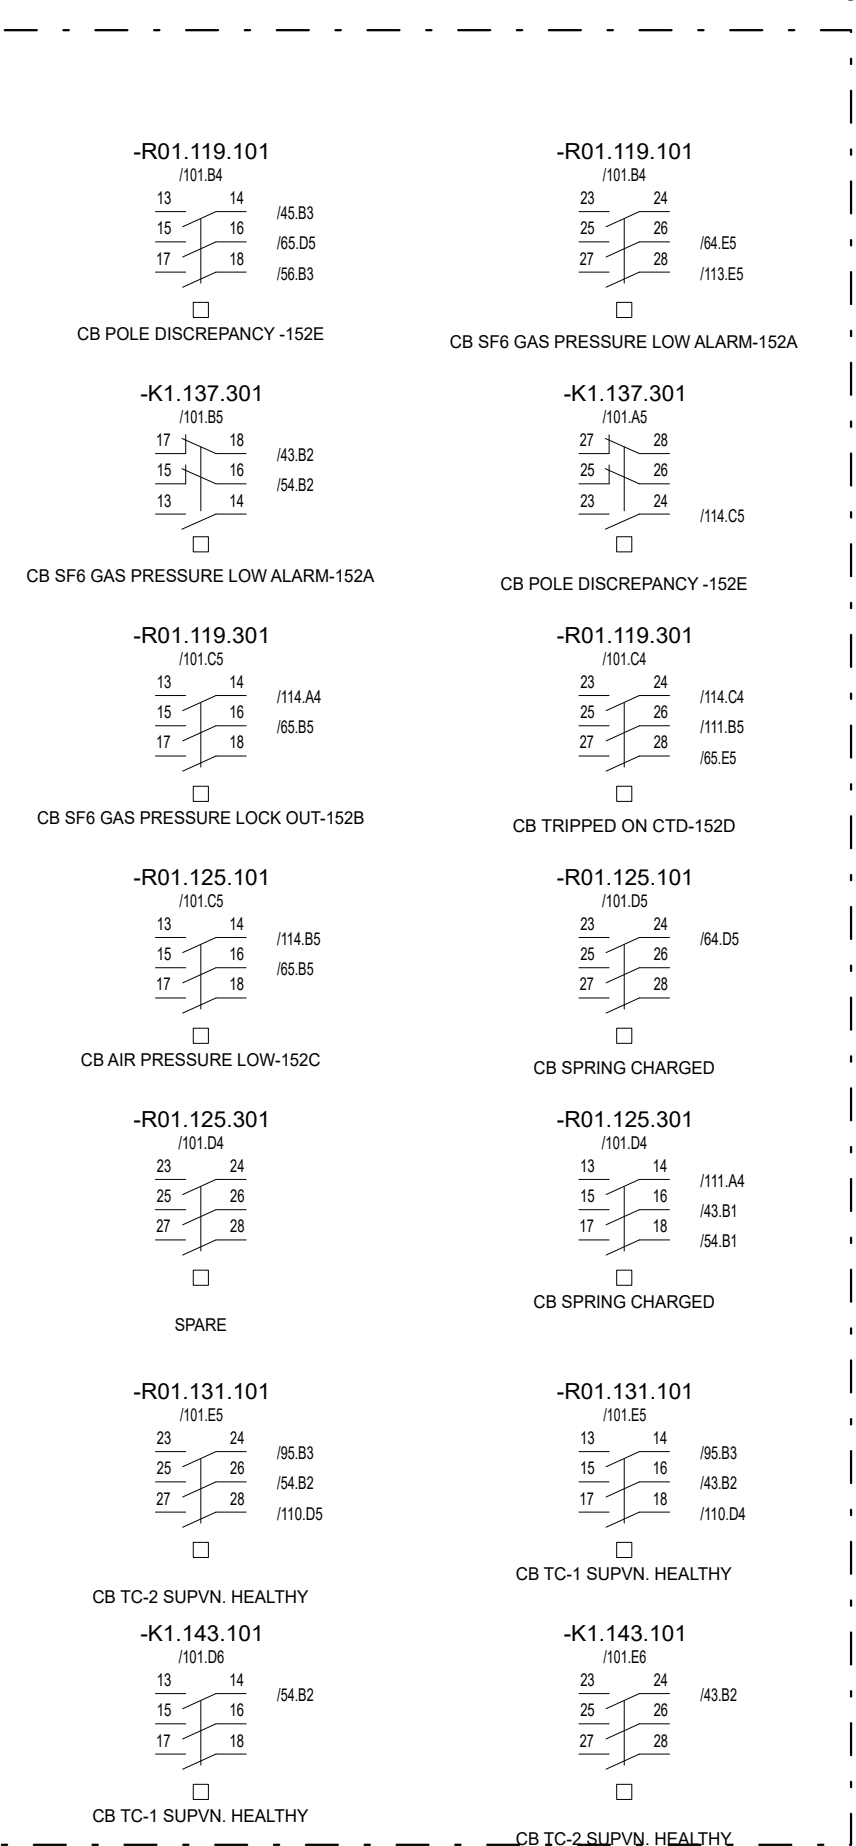 -R01.119.101
/101.B4
13 14
/45.B3
15 16
/65.D5
17 18
/56.B3
CB POLE DISCREPANCY -152E
-R01.119.101
/101.B4
23 24
25 26
/64.E5
27 28
/113.E5
CB SF6 GAS PRESSURE LOW ALARM-152A
-K1.137.301
/101.B5
17 18
/43.B2
15 16
/54.B2
13 14
CB SF6 GAS PRESSURE LOW ALARM-152A
-K1.137.301
/101.A5
27 28
25 26
23 24
/114.C5
CB POLE DISCREPANCY -152E
-R01.119.301
/101.C5
13 14
/114.A4
15 16
/65.B5
17 18
CB SF6 GAS PRESSURE LOCK OUT-152B
-R01.119.301
/101.C4
23 24
/114.C4
25 26
/111.B5
27 28
/65.E5
CB TRIPPED ON CTD-152D
-R01.125.101
/101.C5
13 14
/114.B5
15 16
/65.B5
17 18
CB AIR PRESSURE LOW-152C
-R01.125.101
/101.D5
23 24
/64.D5
25 26
27 28
CB SPRING CHARGED
-R01.125.301
/101.D4
23 24
25 26
27 28
SPARE
-R01.125.301
/101.D4
13 14
/111.A4
15 16
/43.B1
17 18
/54.B1
CB SPRING CHARGED
-R01.131.101
/101.E5
23 24
/95.B3
25 26
/54.B2
27 28
/110.D5
CB TC-2 SUPVN. HEALTHY
-R01.131.101
/101.E5
13 14
/95.B3
15 16
/43.B2
17 18
/110.D4
CB TC-1 SUPVN. HEALTHY
-K1.143.101
/101.D6
13 14
/54.B2
15 16
17 18
CB TC-1 SUPVN. HEALTHY
-K1.143.101
/101.E6
23 24
/43.B2
25 26
27 28
CB TC-2 SUPVN. HEALTHY